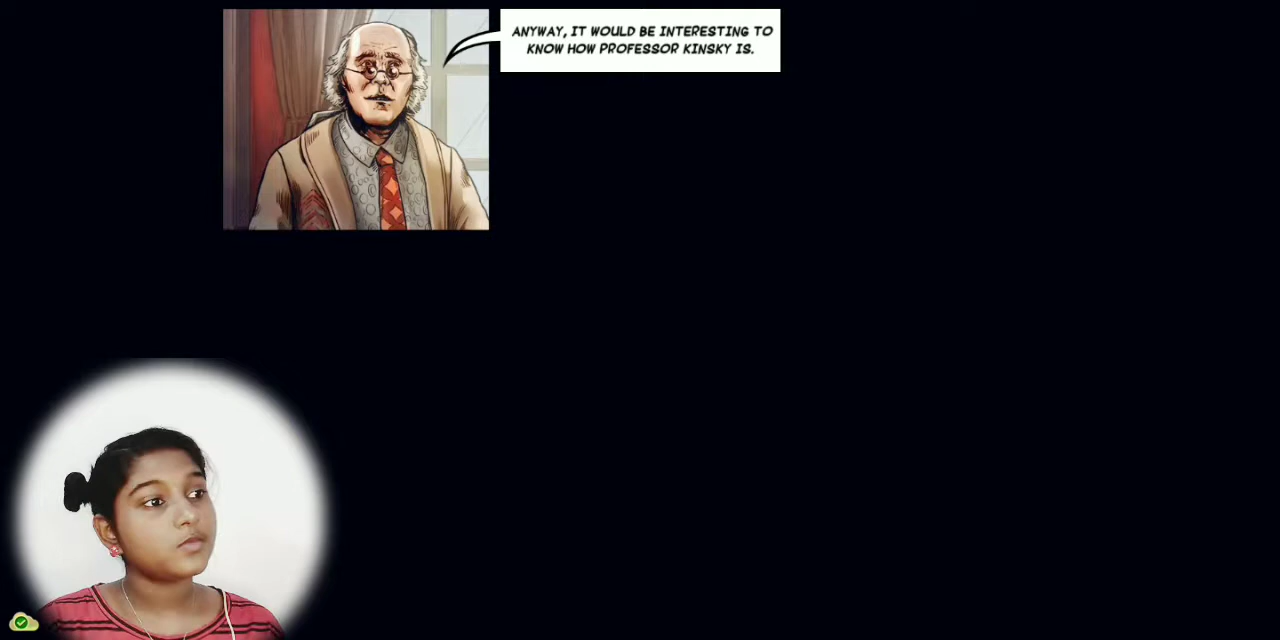 ANYWAY, IT WOULD BE INTERESTING TO
KNOW HOW PROFESSOR KINSKY IS.